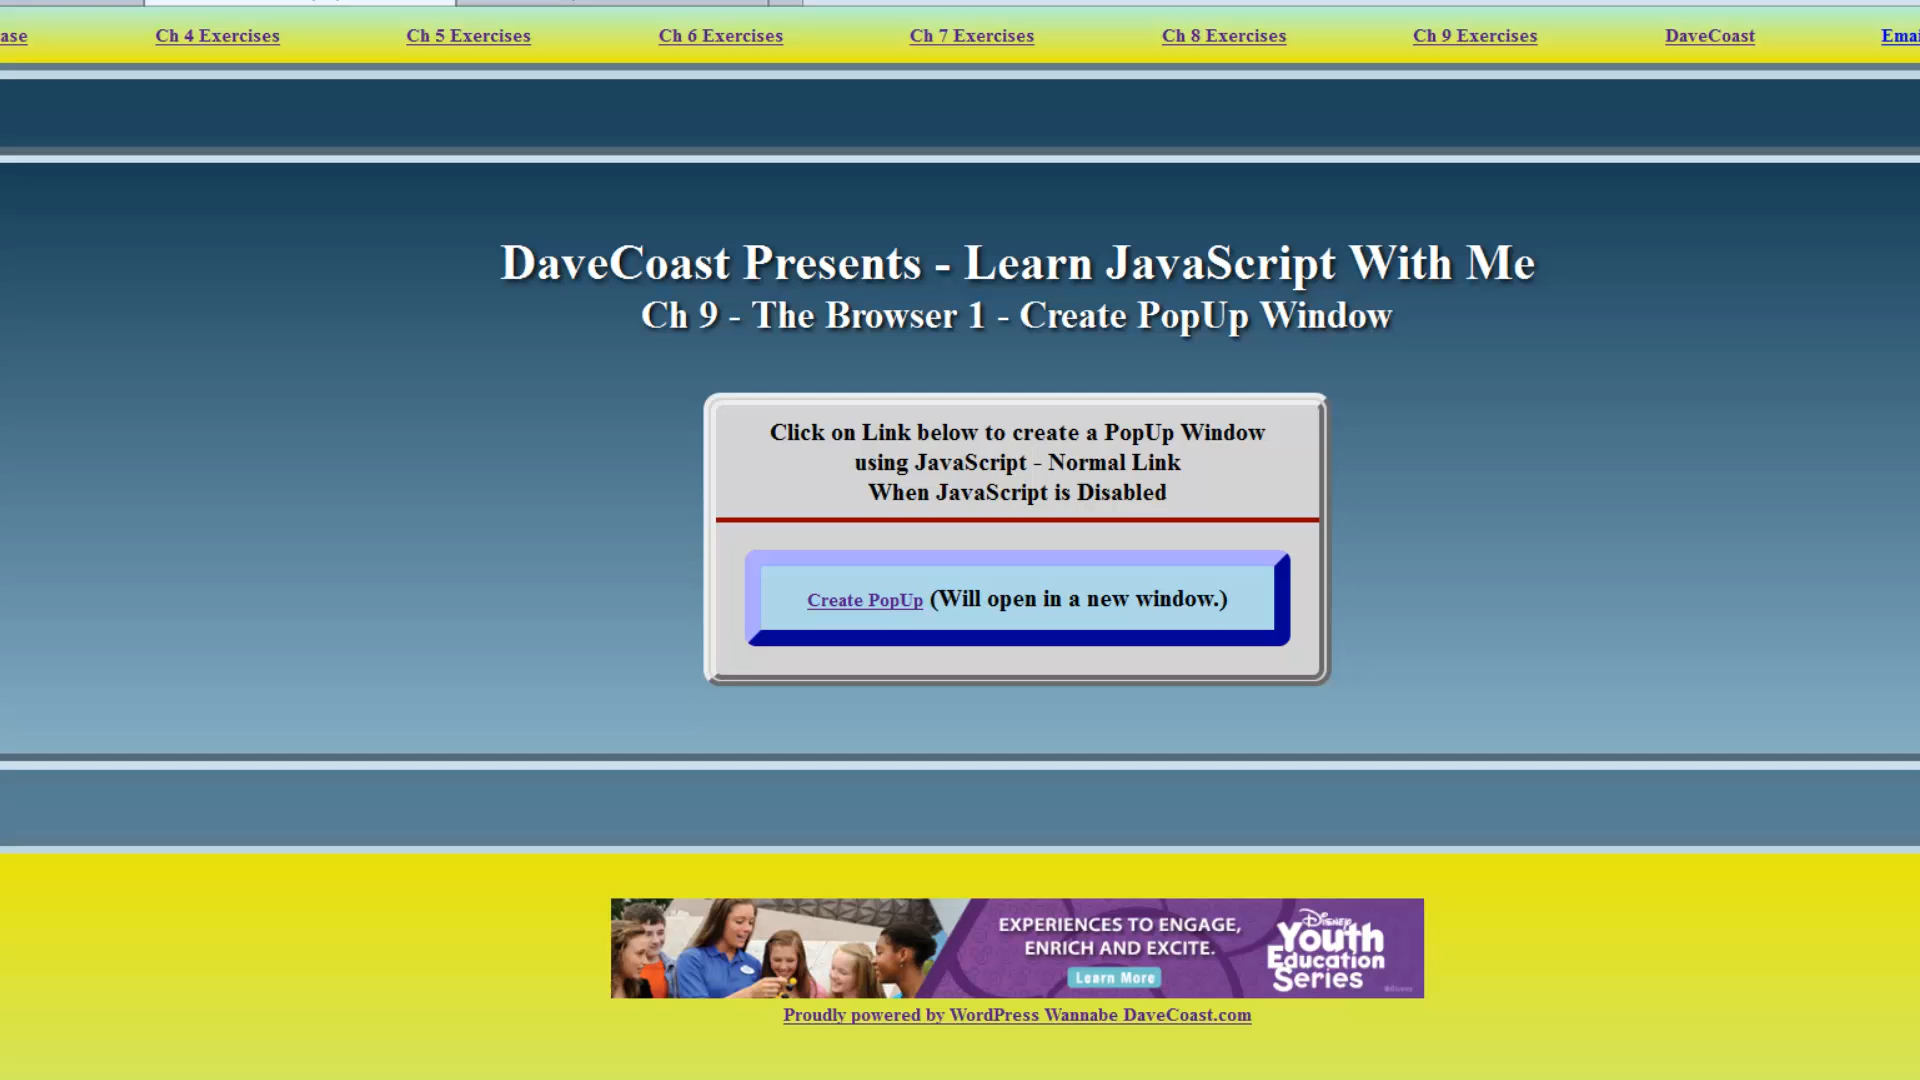 ase Ch 4 Exercises Ch 5 Exercises Ch 6 Exercises Ch 7 Exercises Ch 8 Exercises Ch 9 Exercises DaveCoast Emai
DaveCoast Presents - Learn JavaScript With Me
Ch 9 - The Browser 1 - Create PopUp Window
Click on Link below to create a PopUp Window
using JavaScript - Normal Link
When JavaScript is Disabled
Create PopUp (Will open in a new window.)
EXPERIENCES TO ENGAGE,
ENRICH AND EXCITE.
Learn More
Disney
Youth
Education
Series
©Disney
Proudly powered by WordPress Wannabe DaveCoast.com